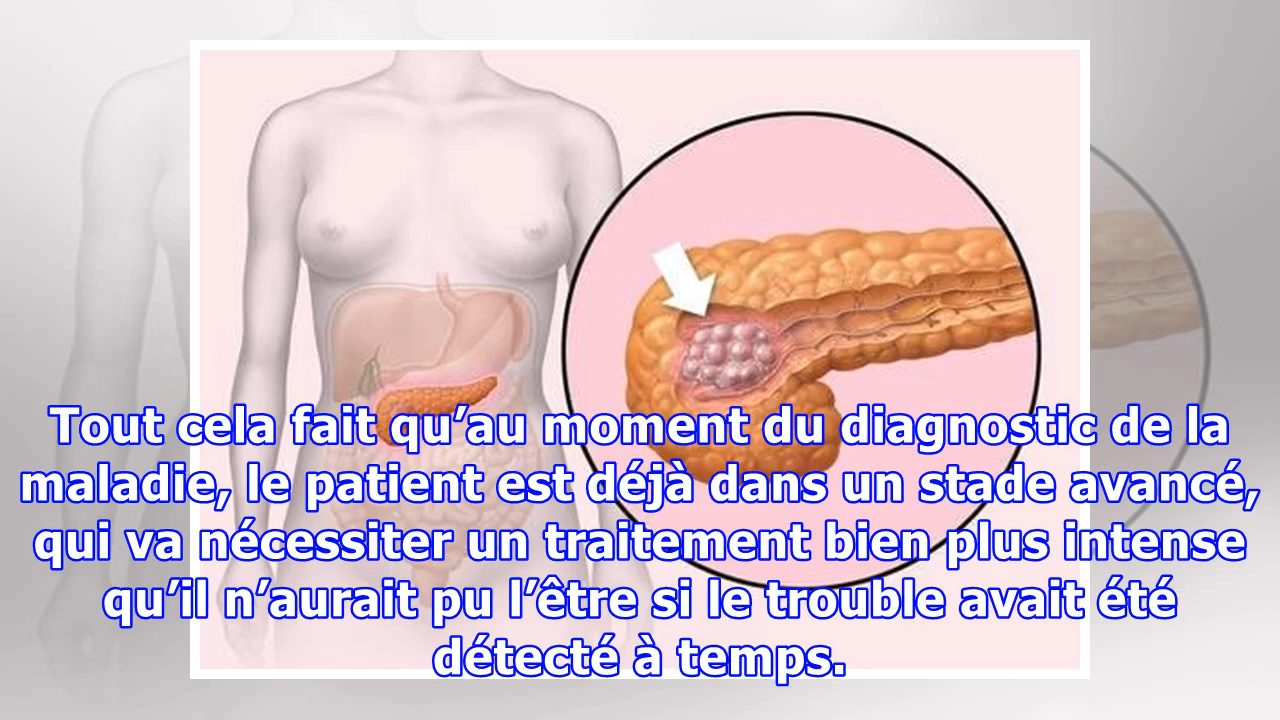 Tout cela fait qu’au moment du diagnostic de la
maladie, le patient est déjà dans un stade avancé,
qui va nécessiter un traitement bien plus intense
qu’il n’aurait pu l’être si le trouble avait été
détecté à temps.